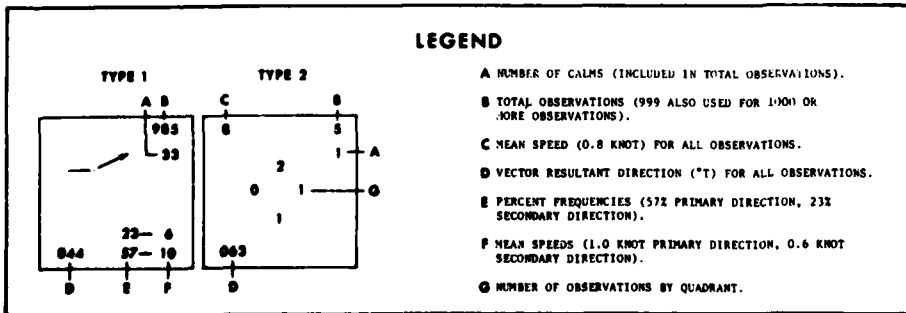 LEGEND
TYPE 1
TYPE 2
A B
985
33
23— 6
044 57— 10
D E F
C B
8 5
1 — A
2
0 1 — G
1
063
D
A NUMBER OF CALMS (INCLUDED IN TOTAL OBSERVATIONS).
B TOTAL OBSERVATIONS (999 ALSO USED FOR 1000 OR
MORE OBSERVATIONS).
C MEAN SPEED (0.8 KNOT) FOR ALL OBSERVATIONS.
D VECTOR RESULTANT DIRECTION (°T) FOR ALL OBSERVATIONS.
E PERCENT FREQUENCIES (57% PRIMARY DIRECTION, 23%
SECONDARY DIRECTION).
F MEAN SPEEDS (1.0 KNOT PRIMARY DIRECTION, 0.6 KNOT
SECONDARY DIRECTION).
G NUMBER OF OBSERVATIONS BY QUADRANT.